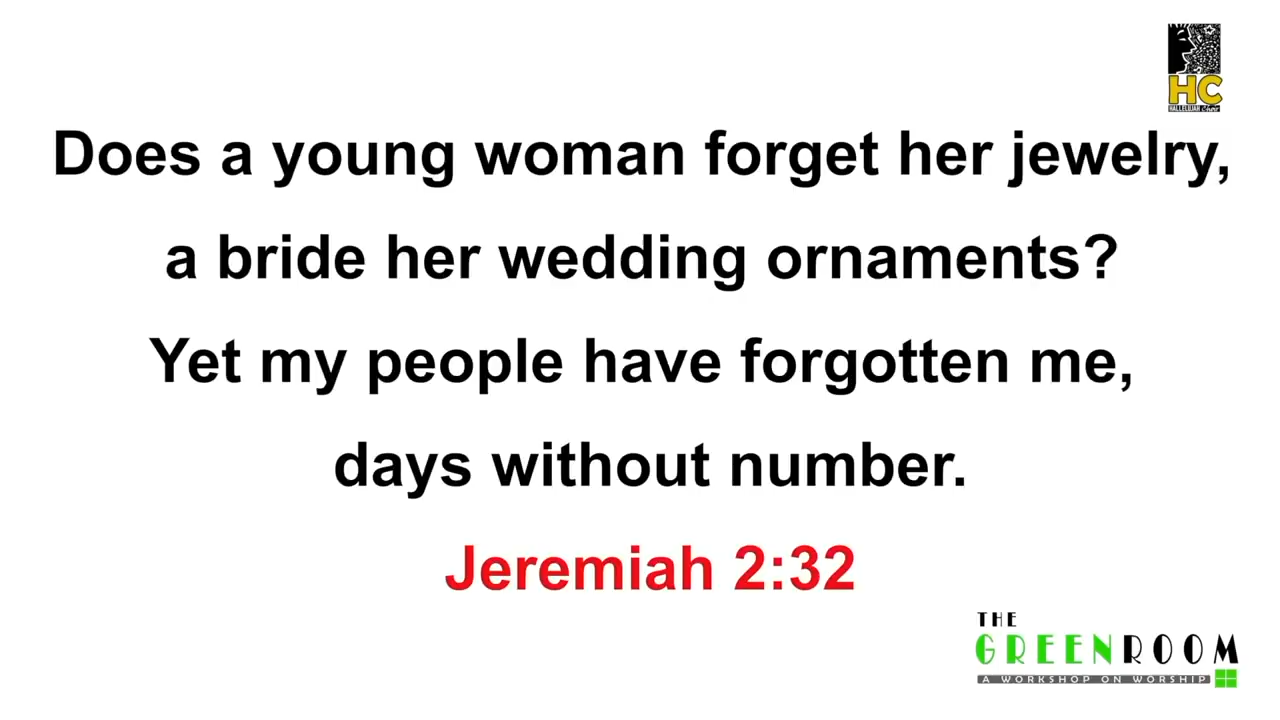 HC
HALLELUJAH
Does a young woman forget her jewelry,
a bride her wedding ornaments?
Yet my people have forgotten me,
days without number.
Jeremiah 2:32
THE
GREENROOM
A WORKSHOP ON WORSHIP